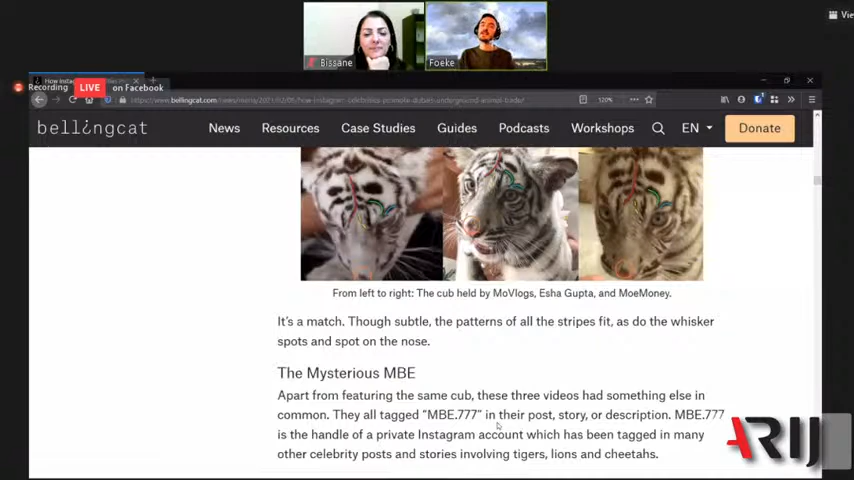 Vie
Bissane
Foeke
Recording
LIVE
on Facebook
120%
bellingcat
News
Resources
Case Studies
Guides
Podcasts
Workshops
EN
Donate
From left to right: The cub held by MoVlogs, Esha Gupta, and MoeMoney.
It's a match. Though subtle, the patterns of all the stripes fit, as do the whisker
spots and spot on the nose.
The Mysterious MBE
Apart from featuring the same cub, these three videos had something else in
common. They all tagged “MBE.777” in their post, story, or description. MBE.777
is the handle of a private Instagram account which has been tagged in many
other celebrity posts and stories involving tigers, lions and cheetahs.
ARIJ